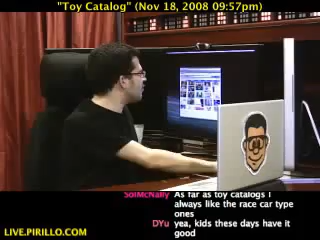 "Toy Catalog" (Nov 18, 2008 09:57pm)
SolMcNally As far as toy catalogs I
always like the race car type
ones
DYu yea, kids these days have it
good
LIVE.PIRILLO.COM